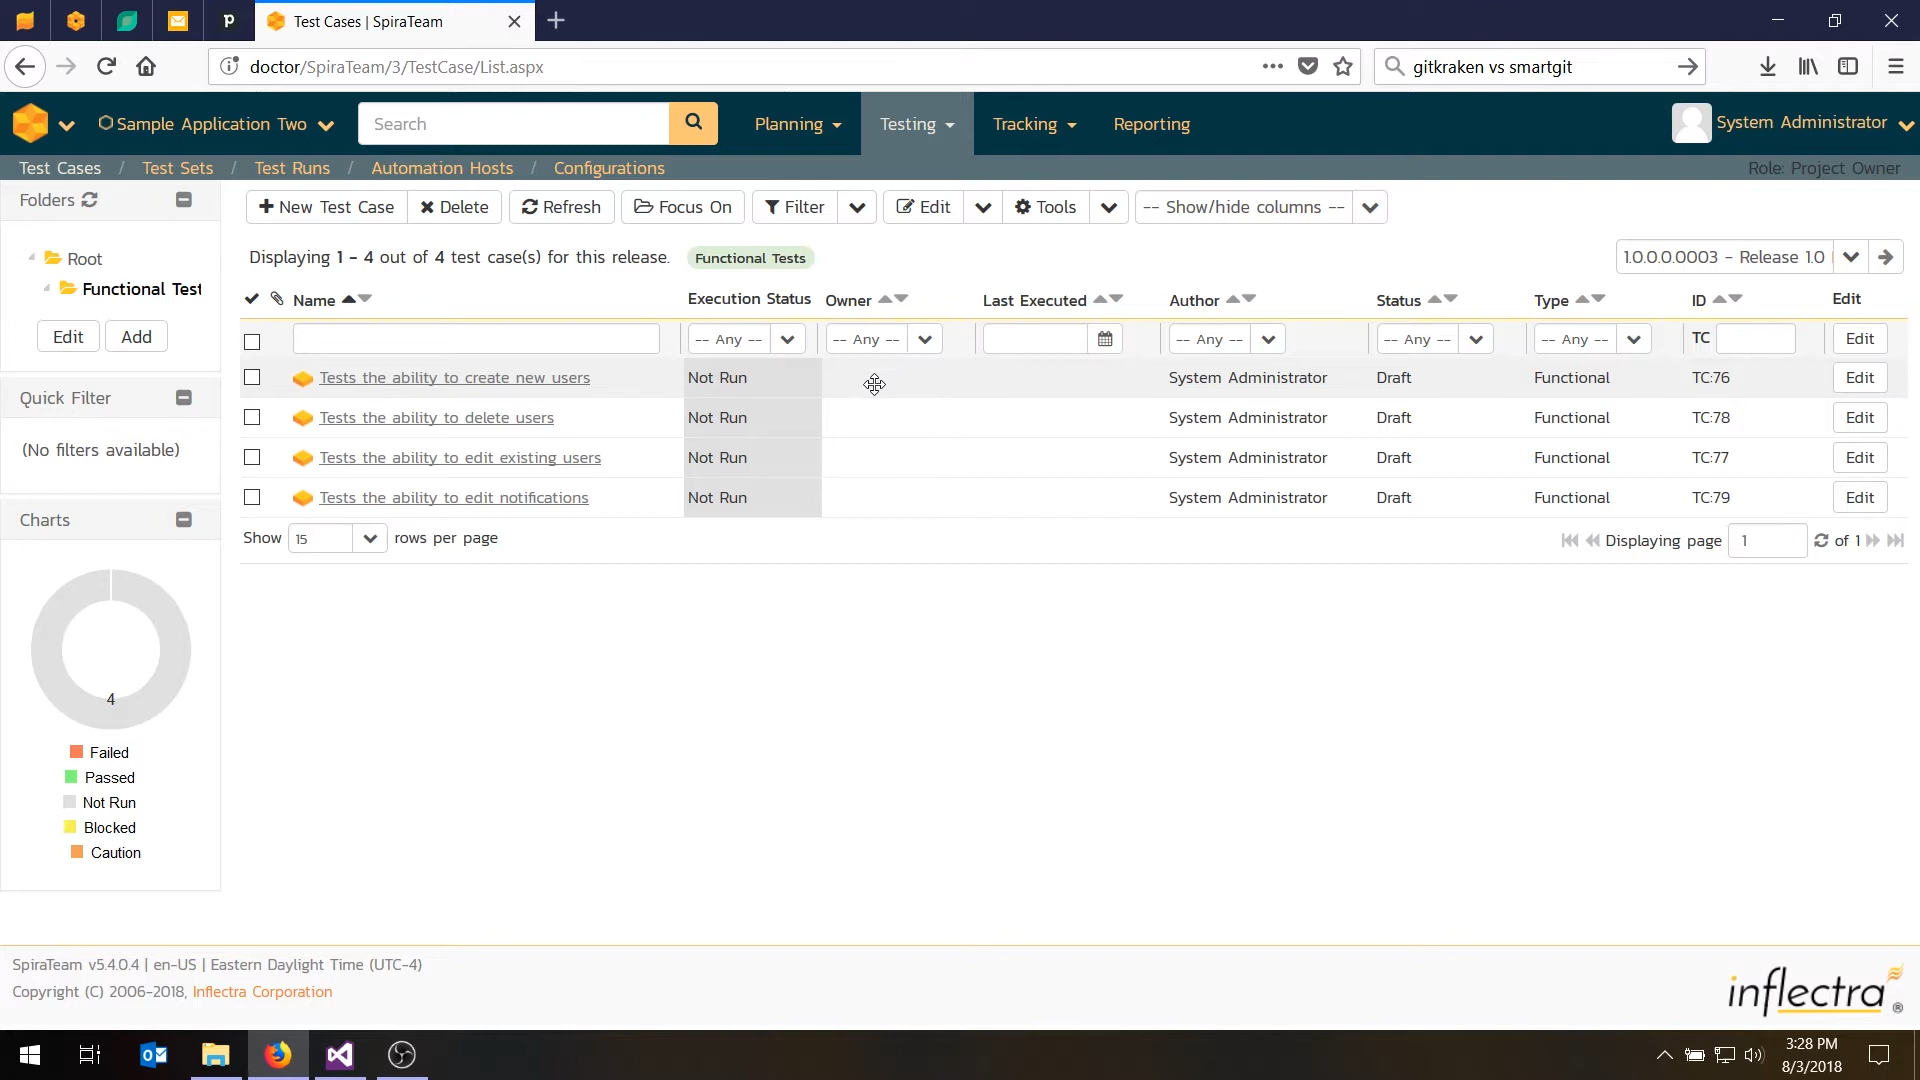 Test Cases | SpiraTeam
doctor/SpiraTeam/3/TestCase/List.aspx
gitkraken vs smartgit
Sample Application Two
Search
Planning
Testing
Tracking
Reporting
System Administrator
Test Cases / Test Sets / Test Runs / Automation Hosts / Configurations
Role: Project Owner
Folders
Root
Functional Test
Edit
Add
Quick Filter
(No filters available)
Charts
4
Failed
Passed
Not Run
Blocked
Caution
New Test Case
Delete
Refresh
Focus On
Filter
Edit
Tools
-- Show/hide columns --
Displaying 1 - 4 out of 4 test case(s) for this release.
Functional Tests
1.0.0.0.0003 - Release 1.0
Name Execution Status Owner Last Executed Author Status Type ID Edit
-- Any -- -- Any -- -- Any -- -- Any -- -- Any -- TC Edit
Tests the ability to create new users Not Run System Administrator Draft Functional TC:76 Edit
Tests the ability to delete users Not Run System Administrator Draft Functional TC:78 Edit
Tests the ability to edit existing users Not Run System Administrator Draft Functional TC:77 Edit
Tests the ability to edit notifications Not Run System Administrator Draft Functional TC:79 Edit
Show 15 rows per page
Displaying page 1 of 1
SpiraTeam v5.4.0.4 | en-US | Eastern Daylight Time (UTC-4)
Copyright (C) 2006-2018, Inflectra Corporation
inflectra®
3:28 PM
8/3/2018